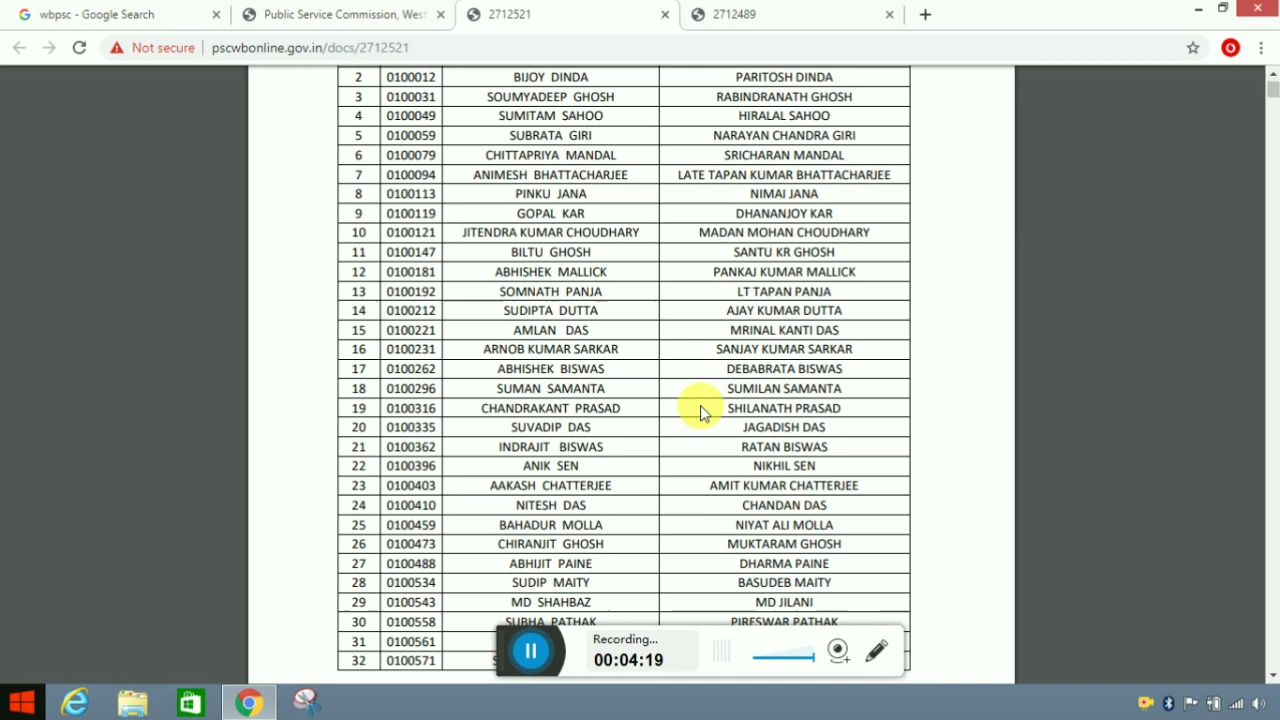 wbpsc - Google Search
Public Service Commission, West
2712521
2712489
Not secure pscwbonline.gov.in/docs/2712521
2 0100012 BIJOY DINDA PARITOSH DINDA
3 0100031 SOUMYADEEP GHOSH RABINDRANATH GHOSH
4 0100049 SUMITAM SAHOO HIRALAL SAHOO
5 0100059 SUBRATA GIRI NARAYAN CHANDRA GIRI
6 0100079 CHITTAPRIYA MANDAL SRICHARAN MANDAL
7 0100094 ANIMESH BHATTACHARJEE LATE TAPAN KUMAR BHATTACHARJEE
8 0100113 PINKU JANA NIMAI JANA
9 0100119 GOPAL KAR DHANANJOY KAR
10 0100121 JITENDRA KUMAR CHOUDHARY MADAN MOHAN CHOUDHARY
11 0100147 BILTU GHOSH SANTU KR GHOSH
12 0100181 ABHISHEK MALLICK PANKAJ KUMAR MALLICK
13 0100192 SOMNATH PANJA LT TAPAN PANJA
14 0100212 SUDIPTA DUTTA AJAY KUMAR DUTTA
15 0100221 AMLAN DAS MRINAL KANTI DAS
16 0100231 ARNOB KUMAR SARKAR SANJAY KUMAR SARKAR
17 0100262 ABHISHEK BISWAS DEBABRATA BISWAS
18 0100296 SUMAN SAMANTA SUMILAN SAMANTA
19 0100316 CHANDRAKANT PRASAD SHILANATH PRASAD
20 0100335 SUVADIP DAS JAGADISH DAS
21 0100362 INDRAJIT BISWAS RATAN BISWAS
22 0100396 ANIK SEN NIKHIL SEN
23 0100403 AAKASH CHATTERJEE AMIT KUMAR CHATTERJEE
24 0100410 NITESH DAS CHANDAN DAS
25 0100459 BAHADUR MOLLA NIYAT ALI MOLLA
26 0100473 CHIRANJIT GHOSH MUKTARAM GHOSH
27 0100488 ABHIJIT PAINE DHARMA PAINE
28 0100534 SUDIP MAITY BASUDEB MAITY
29 0100543 MD SHAHBAZ MD JILANI
30 0100558 SUBHA PATHAK PIRESWAR PATHAK
31 0100561
32 0100571
Recording...
00:04:19